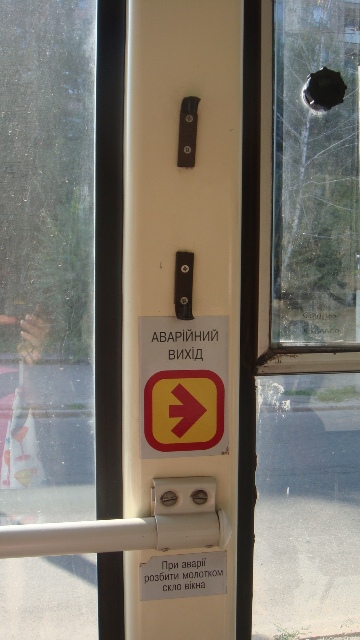 АВАРІЙНИЙ
ВИХІД
При аварії
розбити молотком
скло вікна